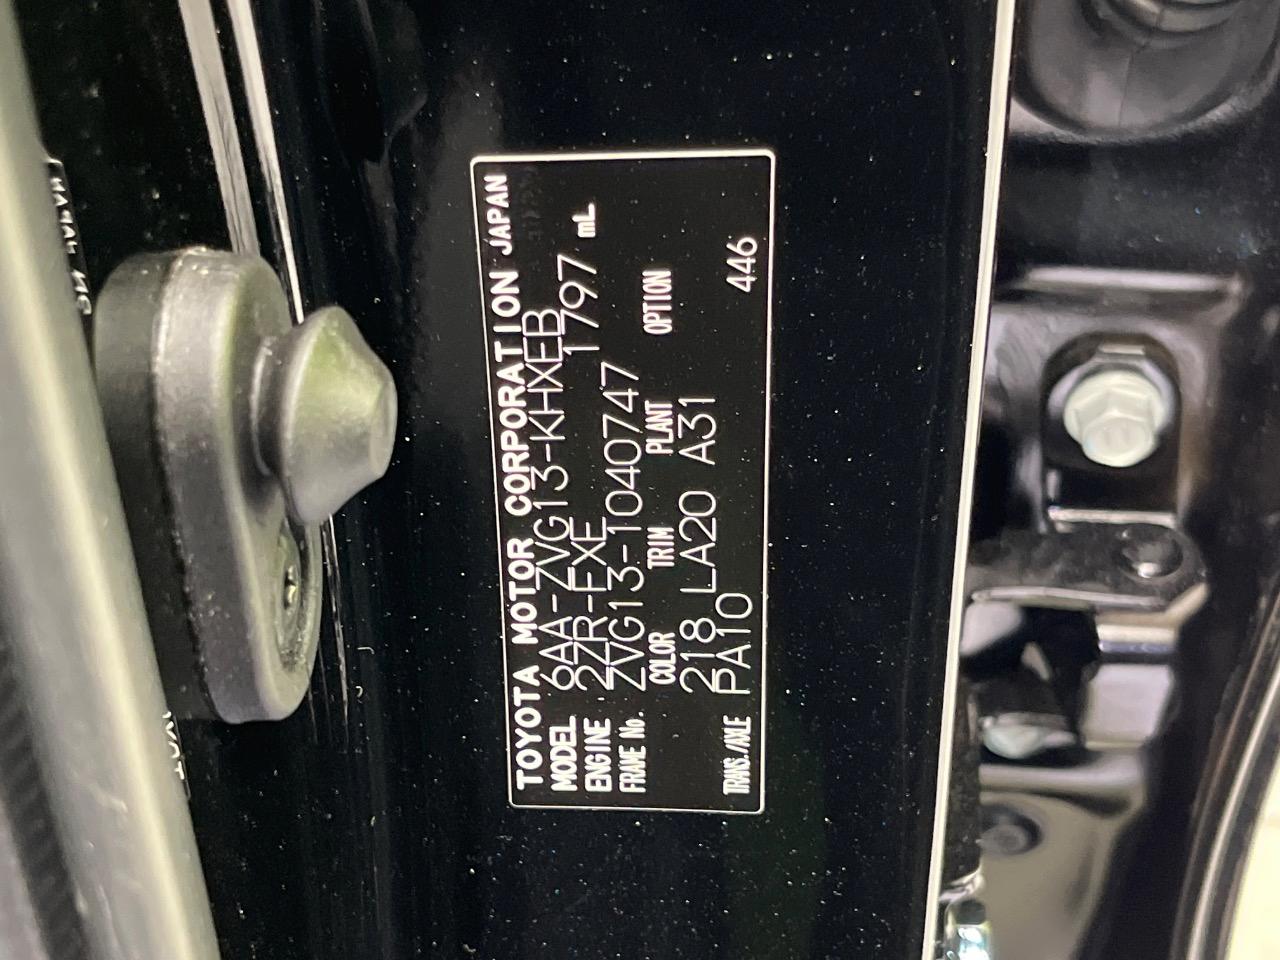 TOYOTA MOTOR CORPORATION JAPAN
MODEL 6AA-ZVG13-KHXEB
ENGINE 2ZR-FXE 1797 mL
FRAME No. ZVG13-1040747
COLOR TRIM PLANT OPTION
218 LA20 A31
TRANS./AXLE PA10 446